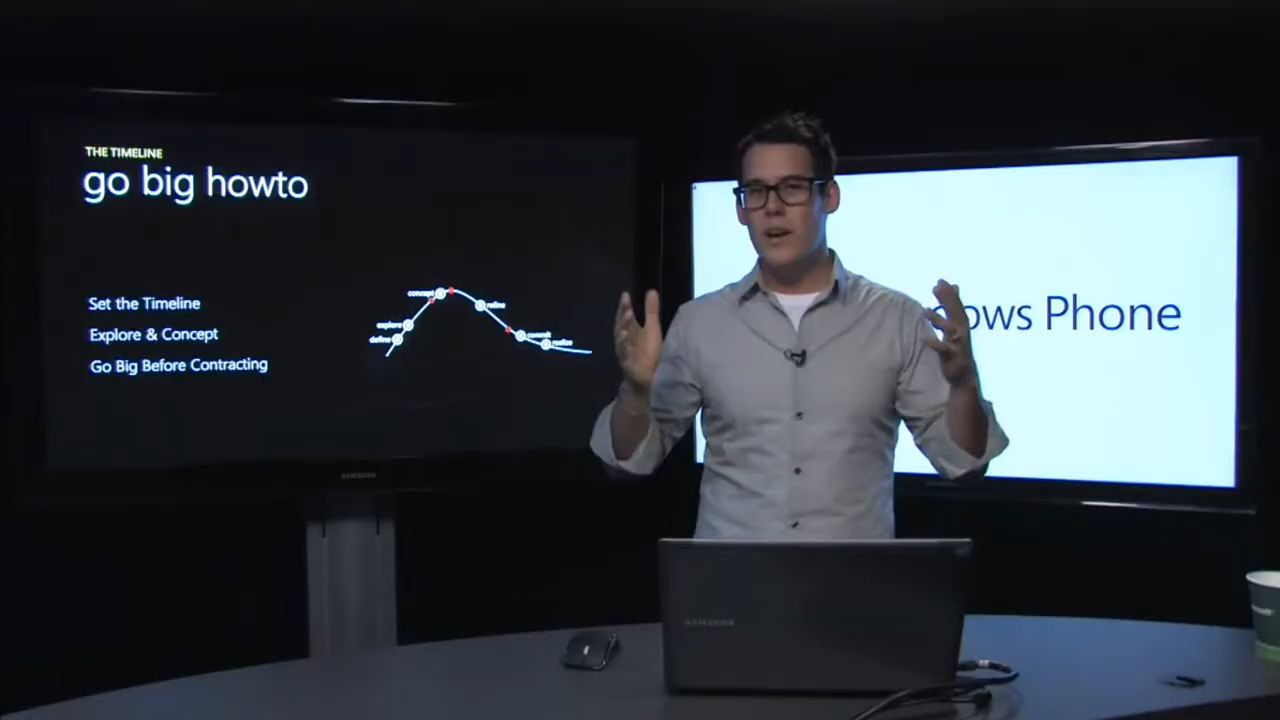 THE TIMELINE
go big howto
Set the Timeline
Explore & Concept
Go Big Before Contracting
concept
refine
explore
define
commit
realize
ows Phone
SAMSUNG
SAMSUNG